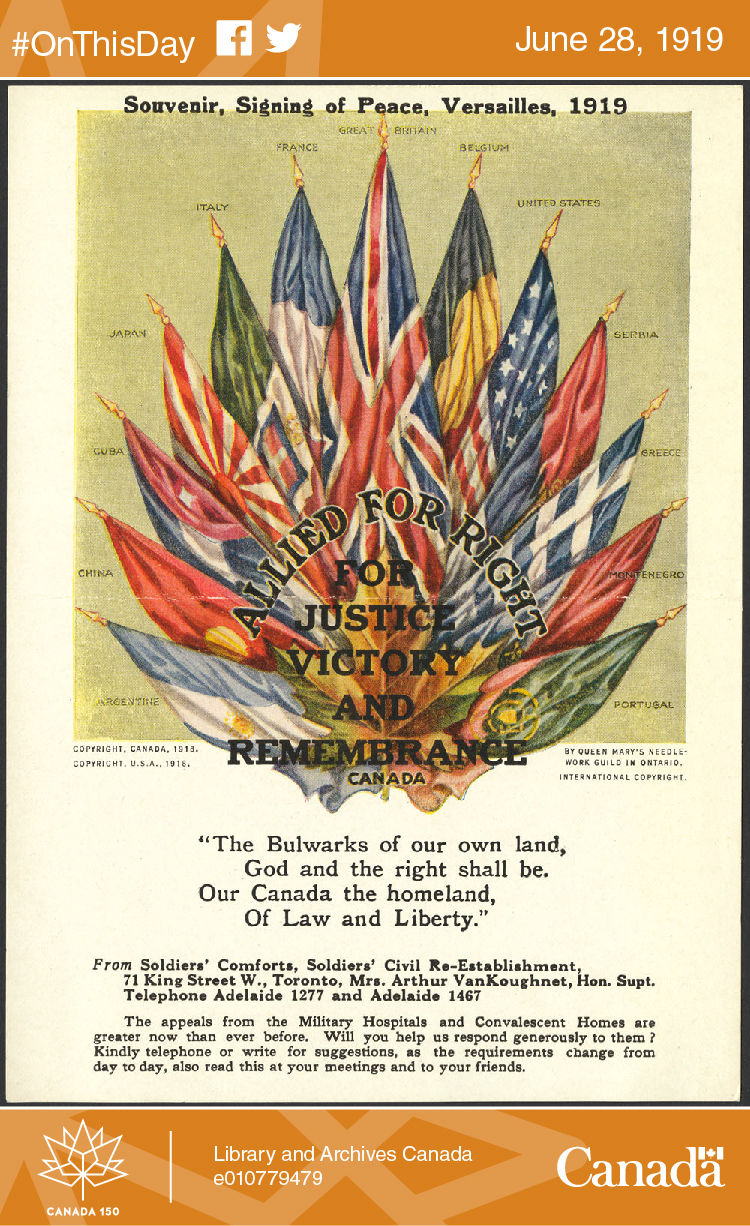 #OnThisDay
June 28, 1919
Souvenir, Signing of Peace, Versailles, 1919
GREAT BRITAIN
FRANCE
BELGIUM
ITALY
UNITED STATES
JAPAN
SERBIA
CUBA
GREECE
CHINA
MONTENEGRO
ARGENTINE
PORTUGAL
ALLIED FOR RIGHT
FOR
JUSTICE
VICTORY
AND
REMEMBRANCE
CANADA
COPYRIGHT, CANADA, 1918.
COPYRIGHT, U.S.A., 1918.
BY QUEEN MARY'S NEEDLE-
WORK GUILD IN ONTARIO.
INTERNATIONAL COPYRIGHT.
“The Bulwarks of our own land,
God and the right shall be.
Our Canada the homeland,
Of Law and Liberty.”
From Soldiers' Comforts, Soldiers' Civil Re-Establishment,
71 King Street W., Toronto, Mrs. Arthur VanKoughnet, Hon. Supt.
Telephone Adelaide 1277 and Adelaide 1467
The appeals from the Military Hospitals and Convalescent Homes are
greater now than ever before. Will you help us respond generously to them?
Kindly telephone or write for suggestions, as the requirements change from
day to day, also read this at your meetings and to your friends.
CANADA 150
Library and Archives Canada
e010779479
Canada